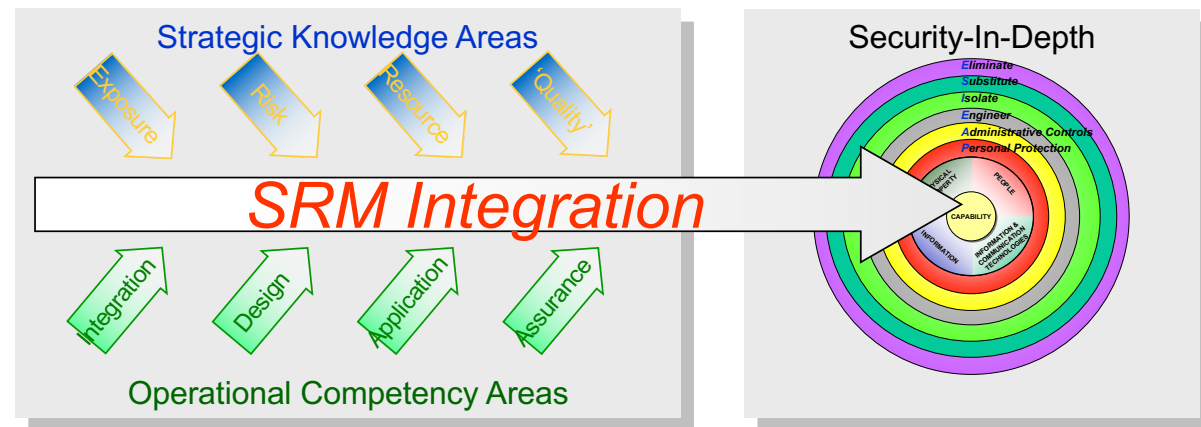 Strategic Knowledge Areas
Exposure
Risk
Resource
‘Quality’
SRM Integration
Integration
Design
Application
Assurance
Operational Competency Areas
Security-In-Depth
Eliminate
Substitute
Isolate
Engineer
Administrative Controls
Personal Protection
PEOPLE
CAPABILITY
INFORMATION
INFORMATION &
COMMUNICATION
TECHNOLOGIES